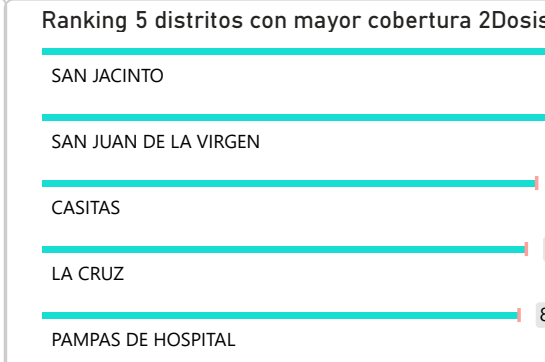 Ranking 5 distritos con mayor cobertura 2Dosis
SAN JACINTO
SAN JUAN DE LA VIRGEN
CASITAS
LA CRUZ
PAMPAS DE HOSPITAL